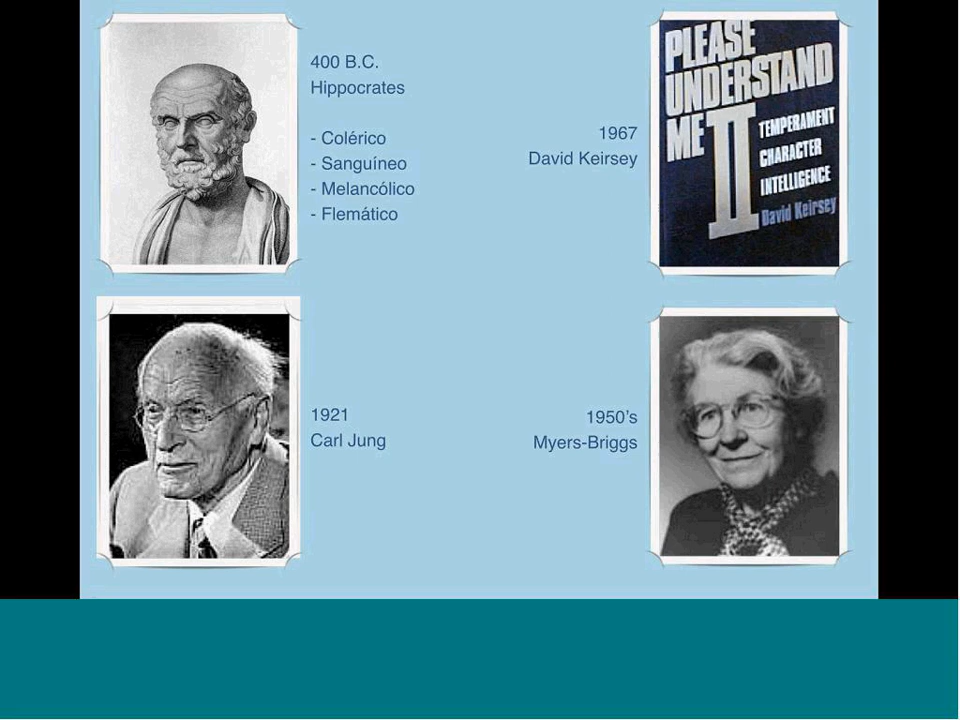 400 B.C.
Hippocrates
- Colérico
- Sanguíneo
- Melancólico
- Flemático
1967
David Keirsey
PLEASE
UNDERSTAND
ME II
TEMPERAMENT
CHARACTER
INTELLIGENCE
David Keirsey
1921
Carl Jung
1950’s
Myers-Briggs